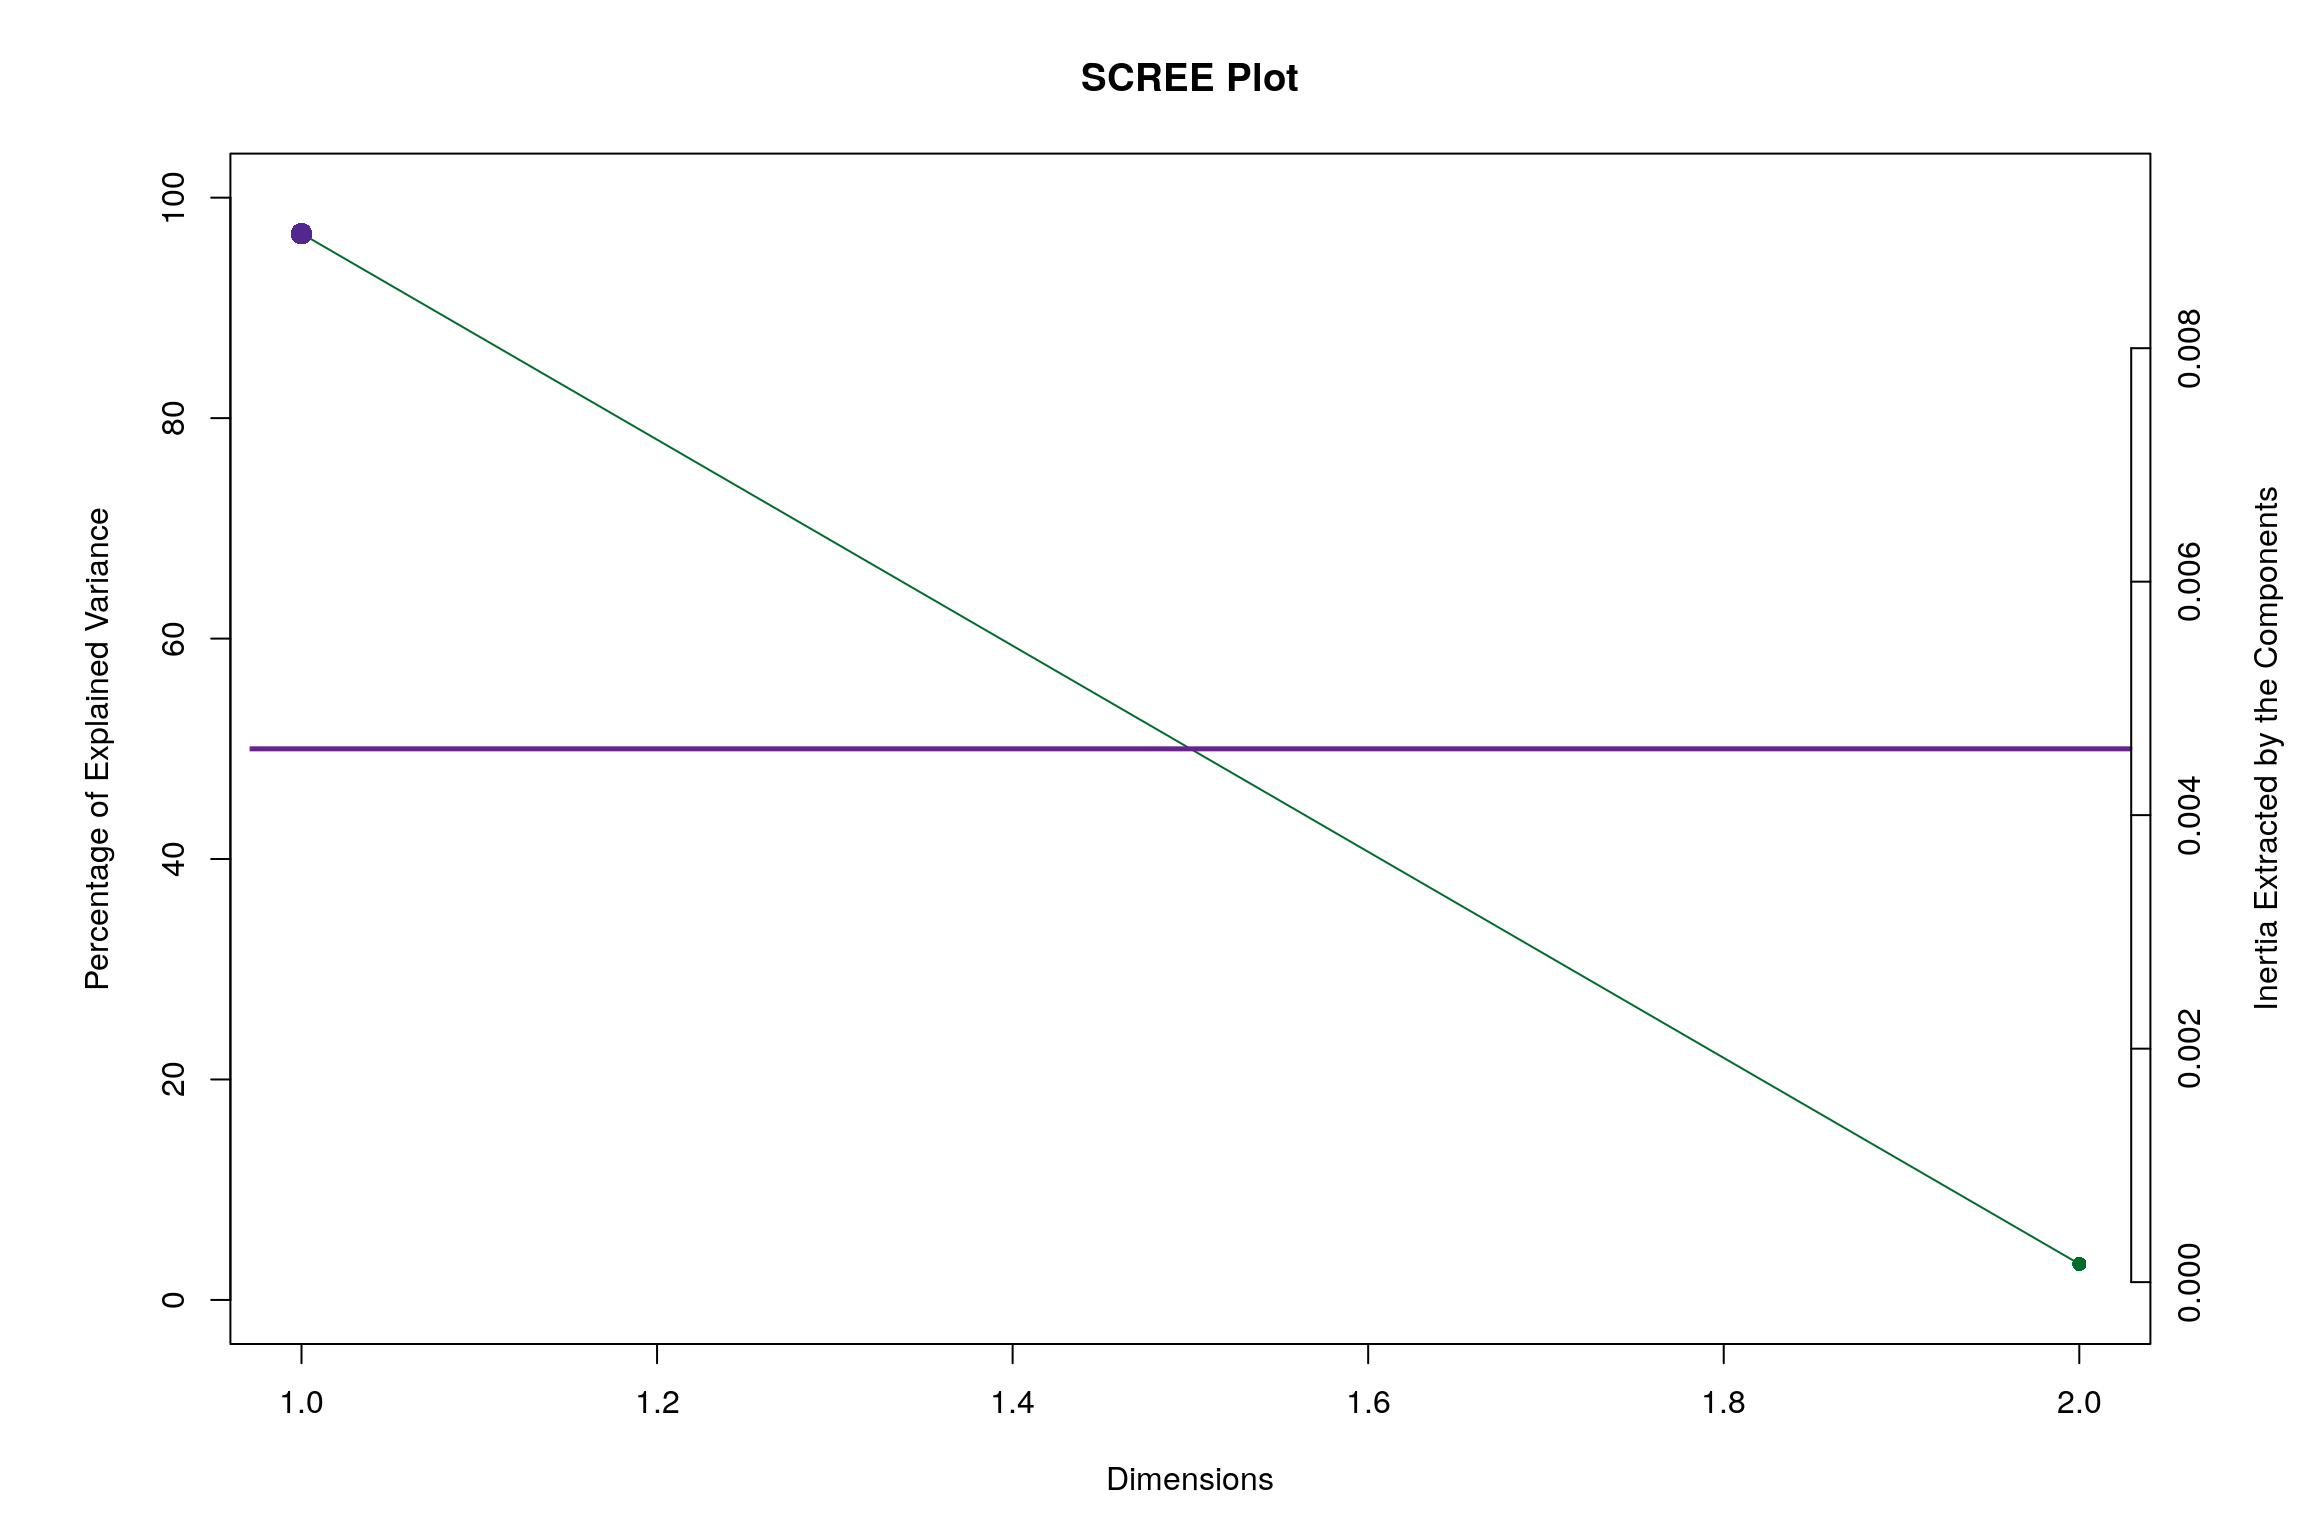 SCREE Plot
Percentage of Explained Variance
100
80
60
40
20
0
0.008
0.006
0.004
0.002
0.000
Inertia Extracted by the Components
1.0 1.2 1.4 1.6 1.8 2.0
Dimensions